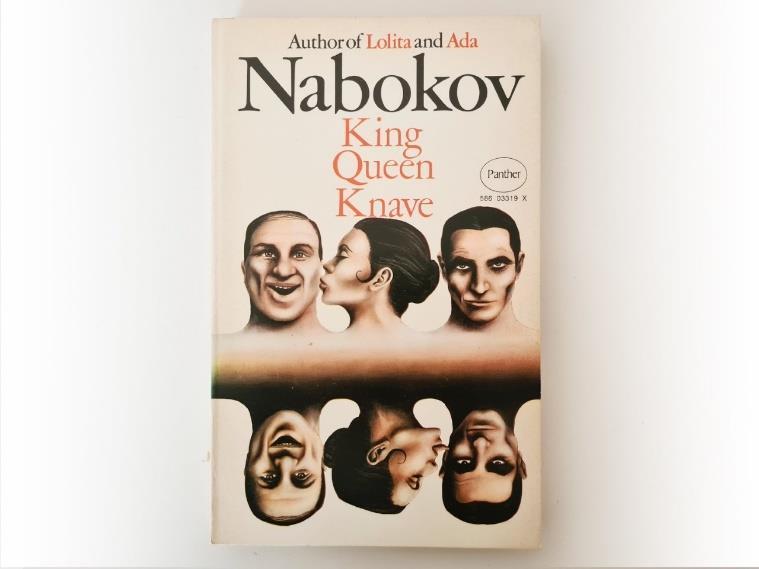 Author of Lolita and Ada
Nabokov
King
Queen
Knave
Panther
586 03319 X